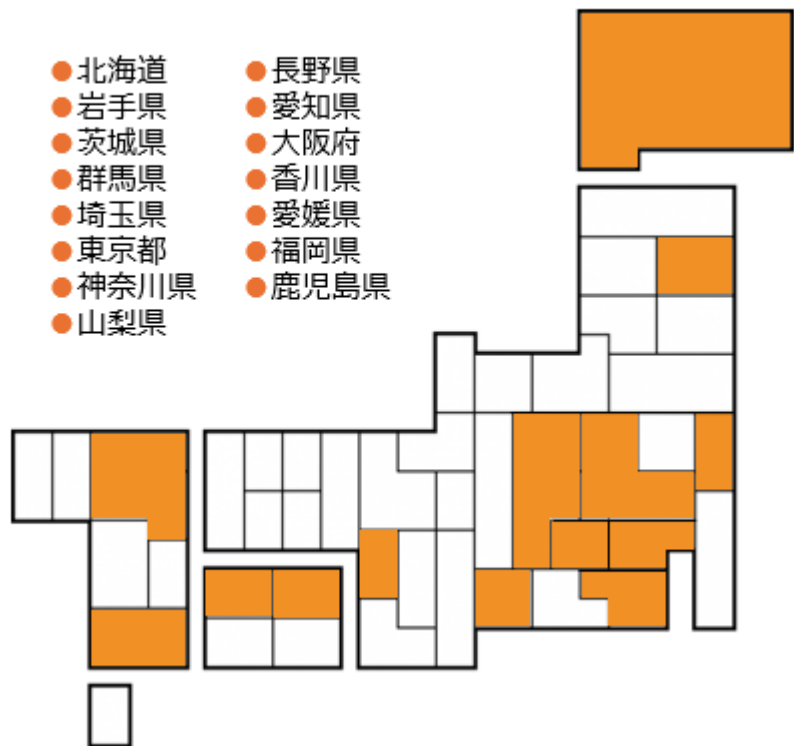 ● 北海道
● 岩手県
● 茨城県
● 群馬県
● 埼玉県
● 東京都
● 神奈川県
● 山梨県
● 長野県
● 愛知県
● 大阪府
● 香川県
● 愛媛県
● 福岡県
● 鹿児島県